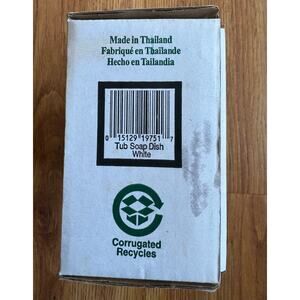 Made in Thailand
Fabriqué en Thaïlande
Hecho en Tailandia
0 15129 19751 7
Tub Soap Dish
White
Corrugated
Recycles